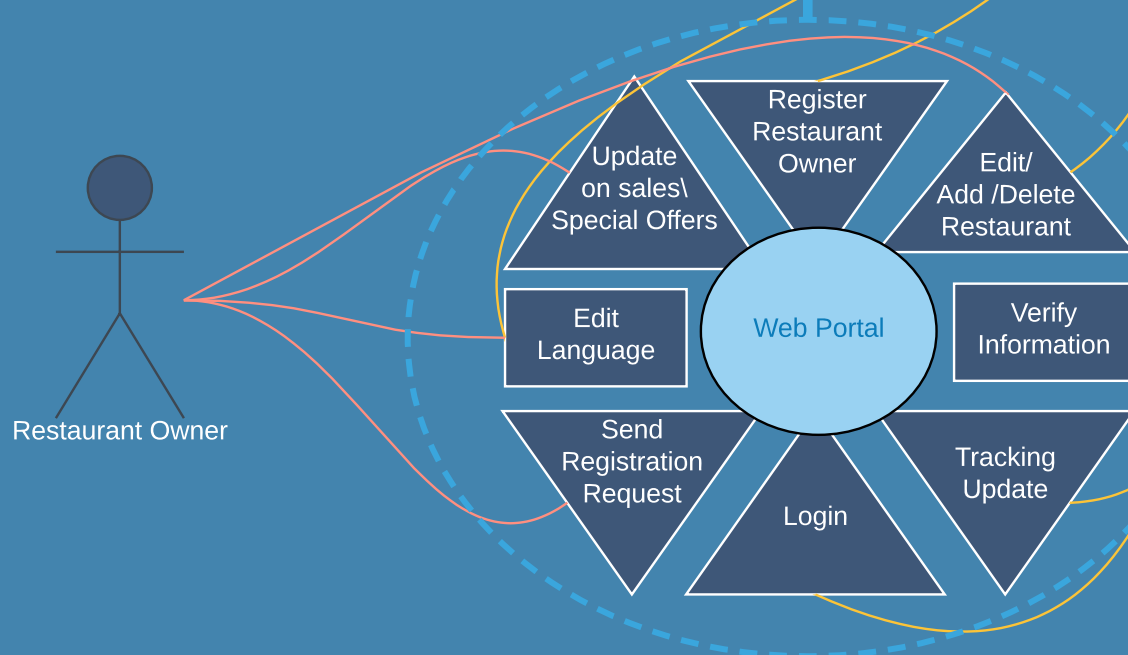 Register
Restaurant
Owner
Update
on sales\
Special Offers
Edit/
Add /Delete
Restaurant
Edit
Language
Web Portal
Verify
Information
Restaurant Owner
Send
Registration
Request
Login
Tracking
Update